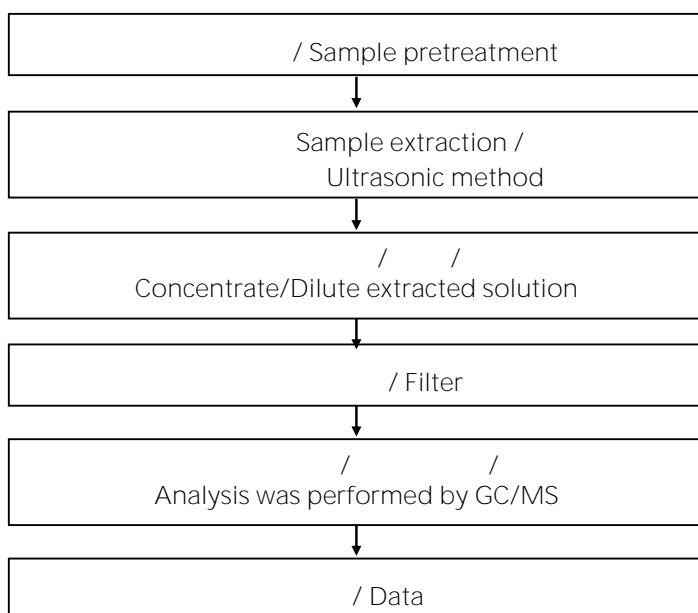 / Sample pretreatment
Sample extraction /
Ultrasonic method
/ /
Concentrate/Dilute extracted solution
/ Filter
/ /
Analysis was performed by GC/MS
/ Data